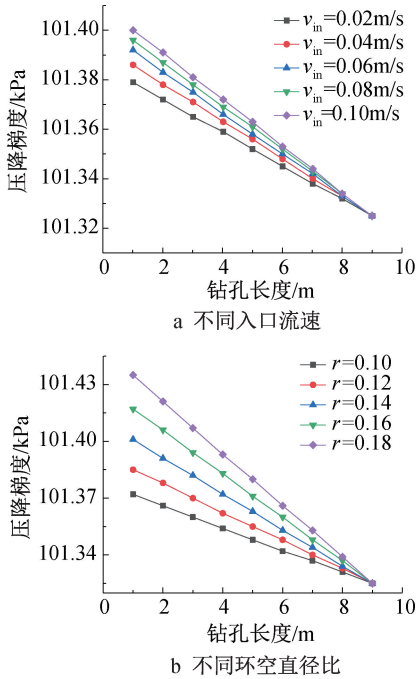 101.40
101.38
101.36
101.34
101.32
压降梯度/kPa
v_in=0.02m/s
v_in=0.04m/s
v_in=0.06m/s
v_in=0.08m/s
v_in=0.10m/s
0 2 4 6 8 10
钻孔长度/m
a 不同入口流速
101.43
101.40
101.37
101.34
压降梯度/kPa
r=0.10
r=0.12
r=0.14
r=0.16
r=0.18
0 2 4 6 8 10
钻孔长度/m
b 不同环空直径比